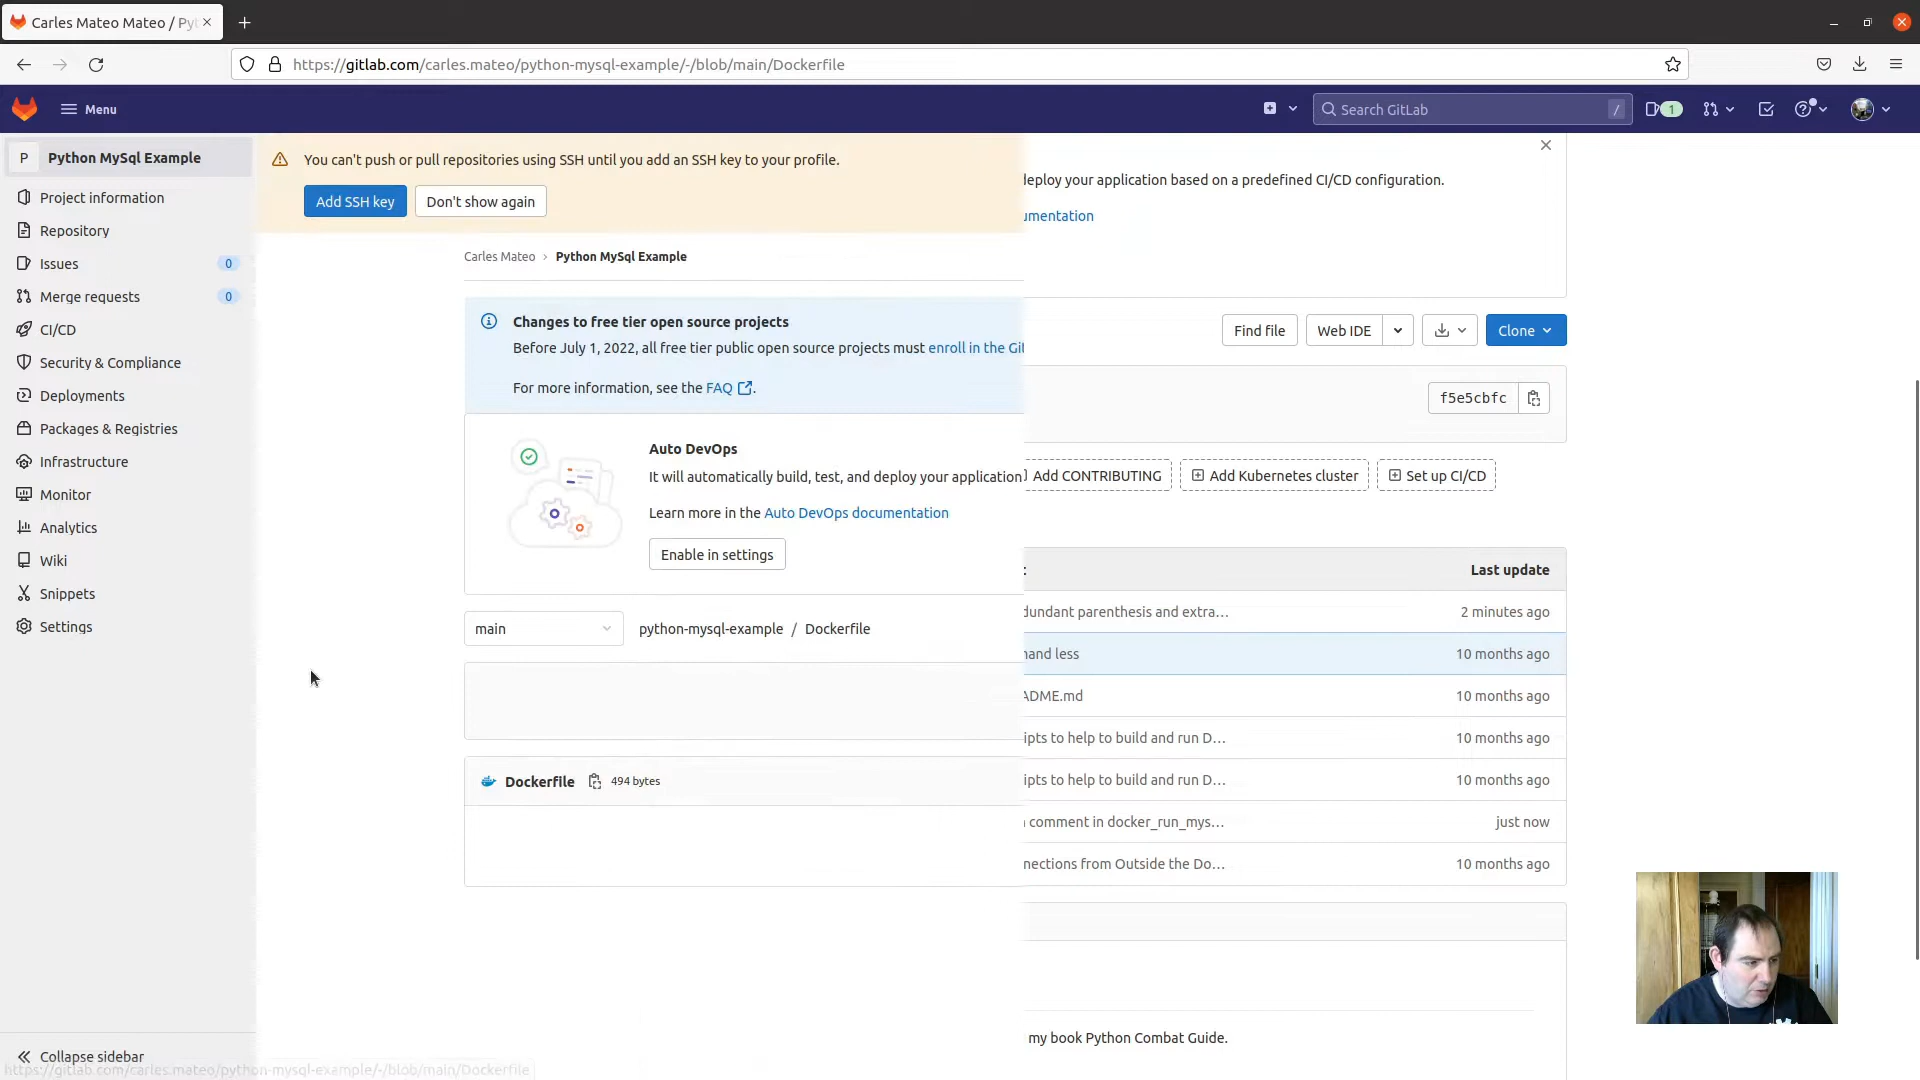 Carles Mateo Mateo / Pyt
https://gitlab.com/carles.mateo/python-mysql-example/-/blob/main/Dockerfile
Menu
Search GitLab
/
1
P
Python MySql Example
Project information
Repository
Issues
0
Merge requests
0
CI/CD
Security & Compliance
Deployments
Packages & Registries
Infrastructure
Monitor
Analytics
Wiki
Snippets
Settings
Collapse sidebar
https://gitlab.com/carles.mateo/python-mysql-example/-/blob/main/Dockerfile
You can't push or pull repositories using SSH until you add an SSH key to your profile.
Add SSH key
Don't show again
Carles Mateo › Python MySql Example
Changes to free tier open source projects
Before July 1, 2022, all free tier public open source projects must enroll in the Git
For more information, see the FAQ.
Auto DevOps
It will automatically build, test, and deploy your application
Learn more in the Auto DevOps documentation
Enable in settings
main
python-mysql-example / Dockerfile
Dockerfile
494 bytes
deploy your application based on a predefined CI/CD configuration.
umentation
Find file
Web IDE
Clone
f5e5cbfc
Add CONTRIBUTING
Add Kubernetes cluster
Set up CI/CD
Last update
dundant parenthesis and extra…
2 minutes ago
nand less
10 months ago
ADME.md
10 months ago
ipts to help to build and run D…
10 months ago
ipts to help to build and run D…
10 months ago
comment in docker_run_mys…
just now
nections from Outside the Do…
10 months ago
my book Python Combat Guide.